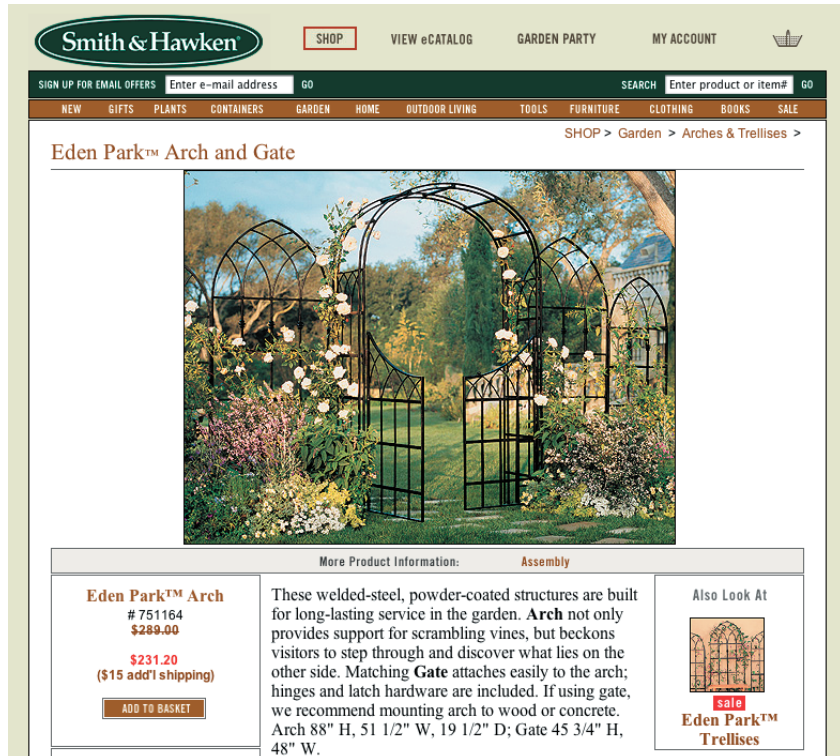 Smith & Hawken®
SHOP
VIEW eCATALOG
GARDEN PARTY
MY ACCOUNT
SIGN UP FOR EMAIL OFFERS Enter e-mail address GO
SEARCH Enter product or item# GO
NEW GIFTS PLANTS CONTAINERS GARDEN HOME OUTDOOR LIVING TOOLS FURNITURE CLOTHING BOOKS SALE
SHOP > Garden > Arches & Trellises >
Eden Park™ Arch and Gate
More Product Information: Assembly
Eden Park™ Arch
# 751164
$289.00
$231.20
($15 add'l shipping)
ADD TO BASKET
These welded-steel, powder-coated structures are built
for long-lasting service in the garden. Arch not only
provides support for scrambling vines, but beckons
visitors to step through and discover what lies on the
other side. Matching Gate attaches easily to the arch;
hinges and latch hardware are included. If using gate,
we recommend mounting arch to wood or concrete.
Arch 88" H, 51 1/2" W, 19 1/2" D; Gate 45 3/4" H,
48" W.
Also Look At
sale
Eden Park™
Trellises